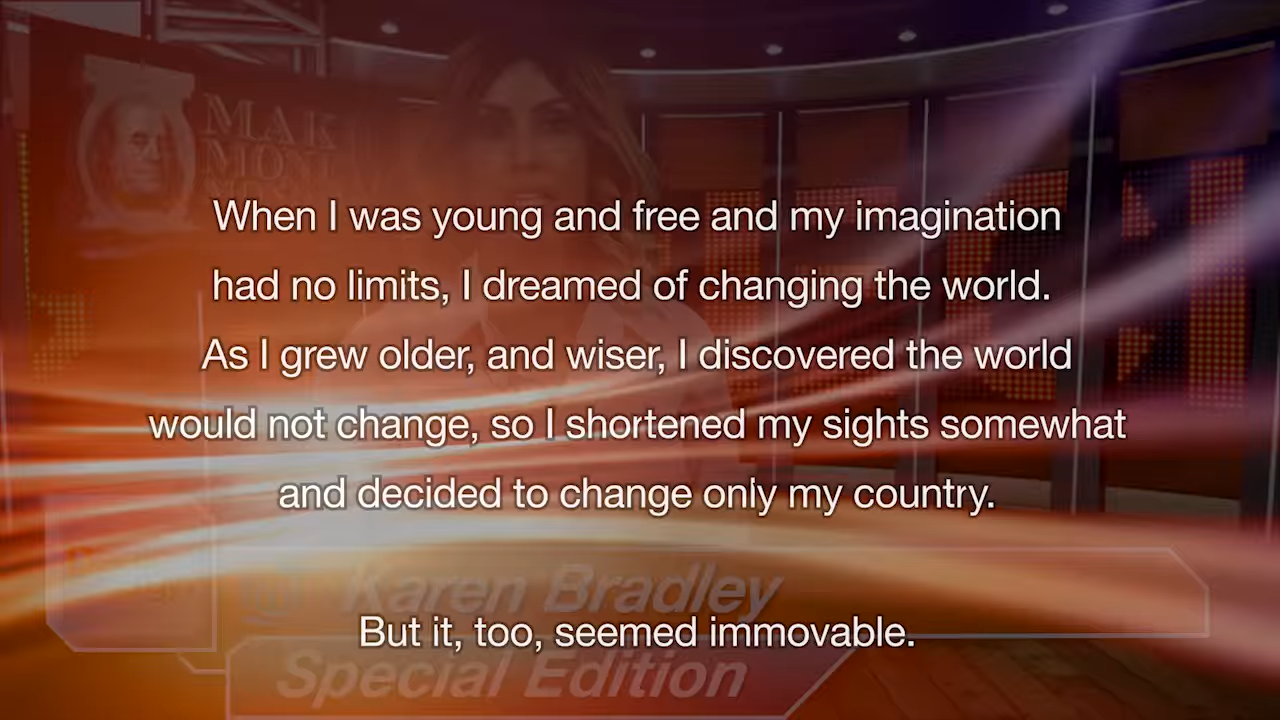 MAK
MONE
When I was young and free and my imagination
had no limits, I dreamed of changing the world.
As I grew older, and wiser, I discovered the world
would not change, so I shortened my sights somewhat
and decided to change only my country.
Karen Bradley
But it, too, seemed immovable.
Special Edition